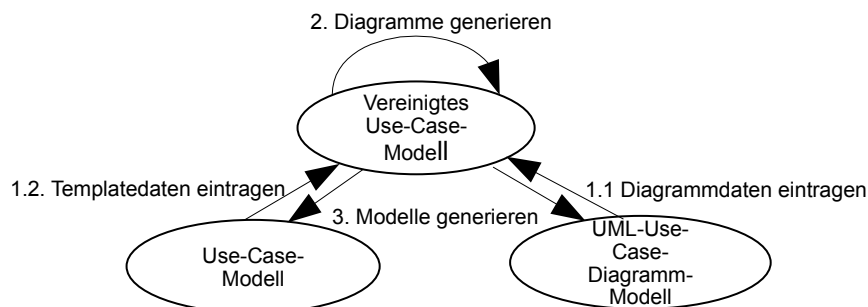 2. Diagramme generieren
Vereinigtes
Use-Case-
Modell
1.2. Templatedaten eintragen
1.1 Diagrammdaten eintragen
3. Modelle generieren
Use-Case-
Modell
UML-Use-
Case-
Diagramm-
Modell